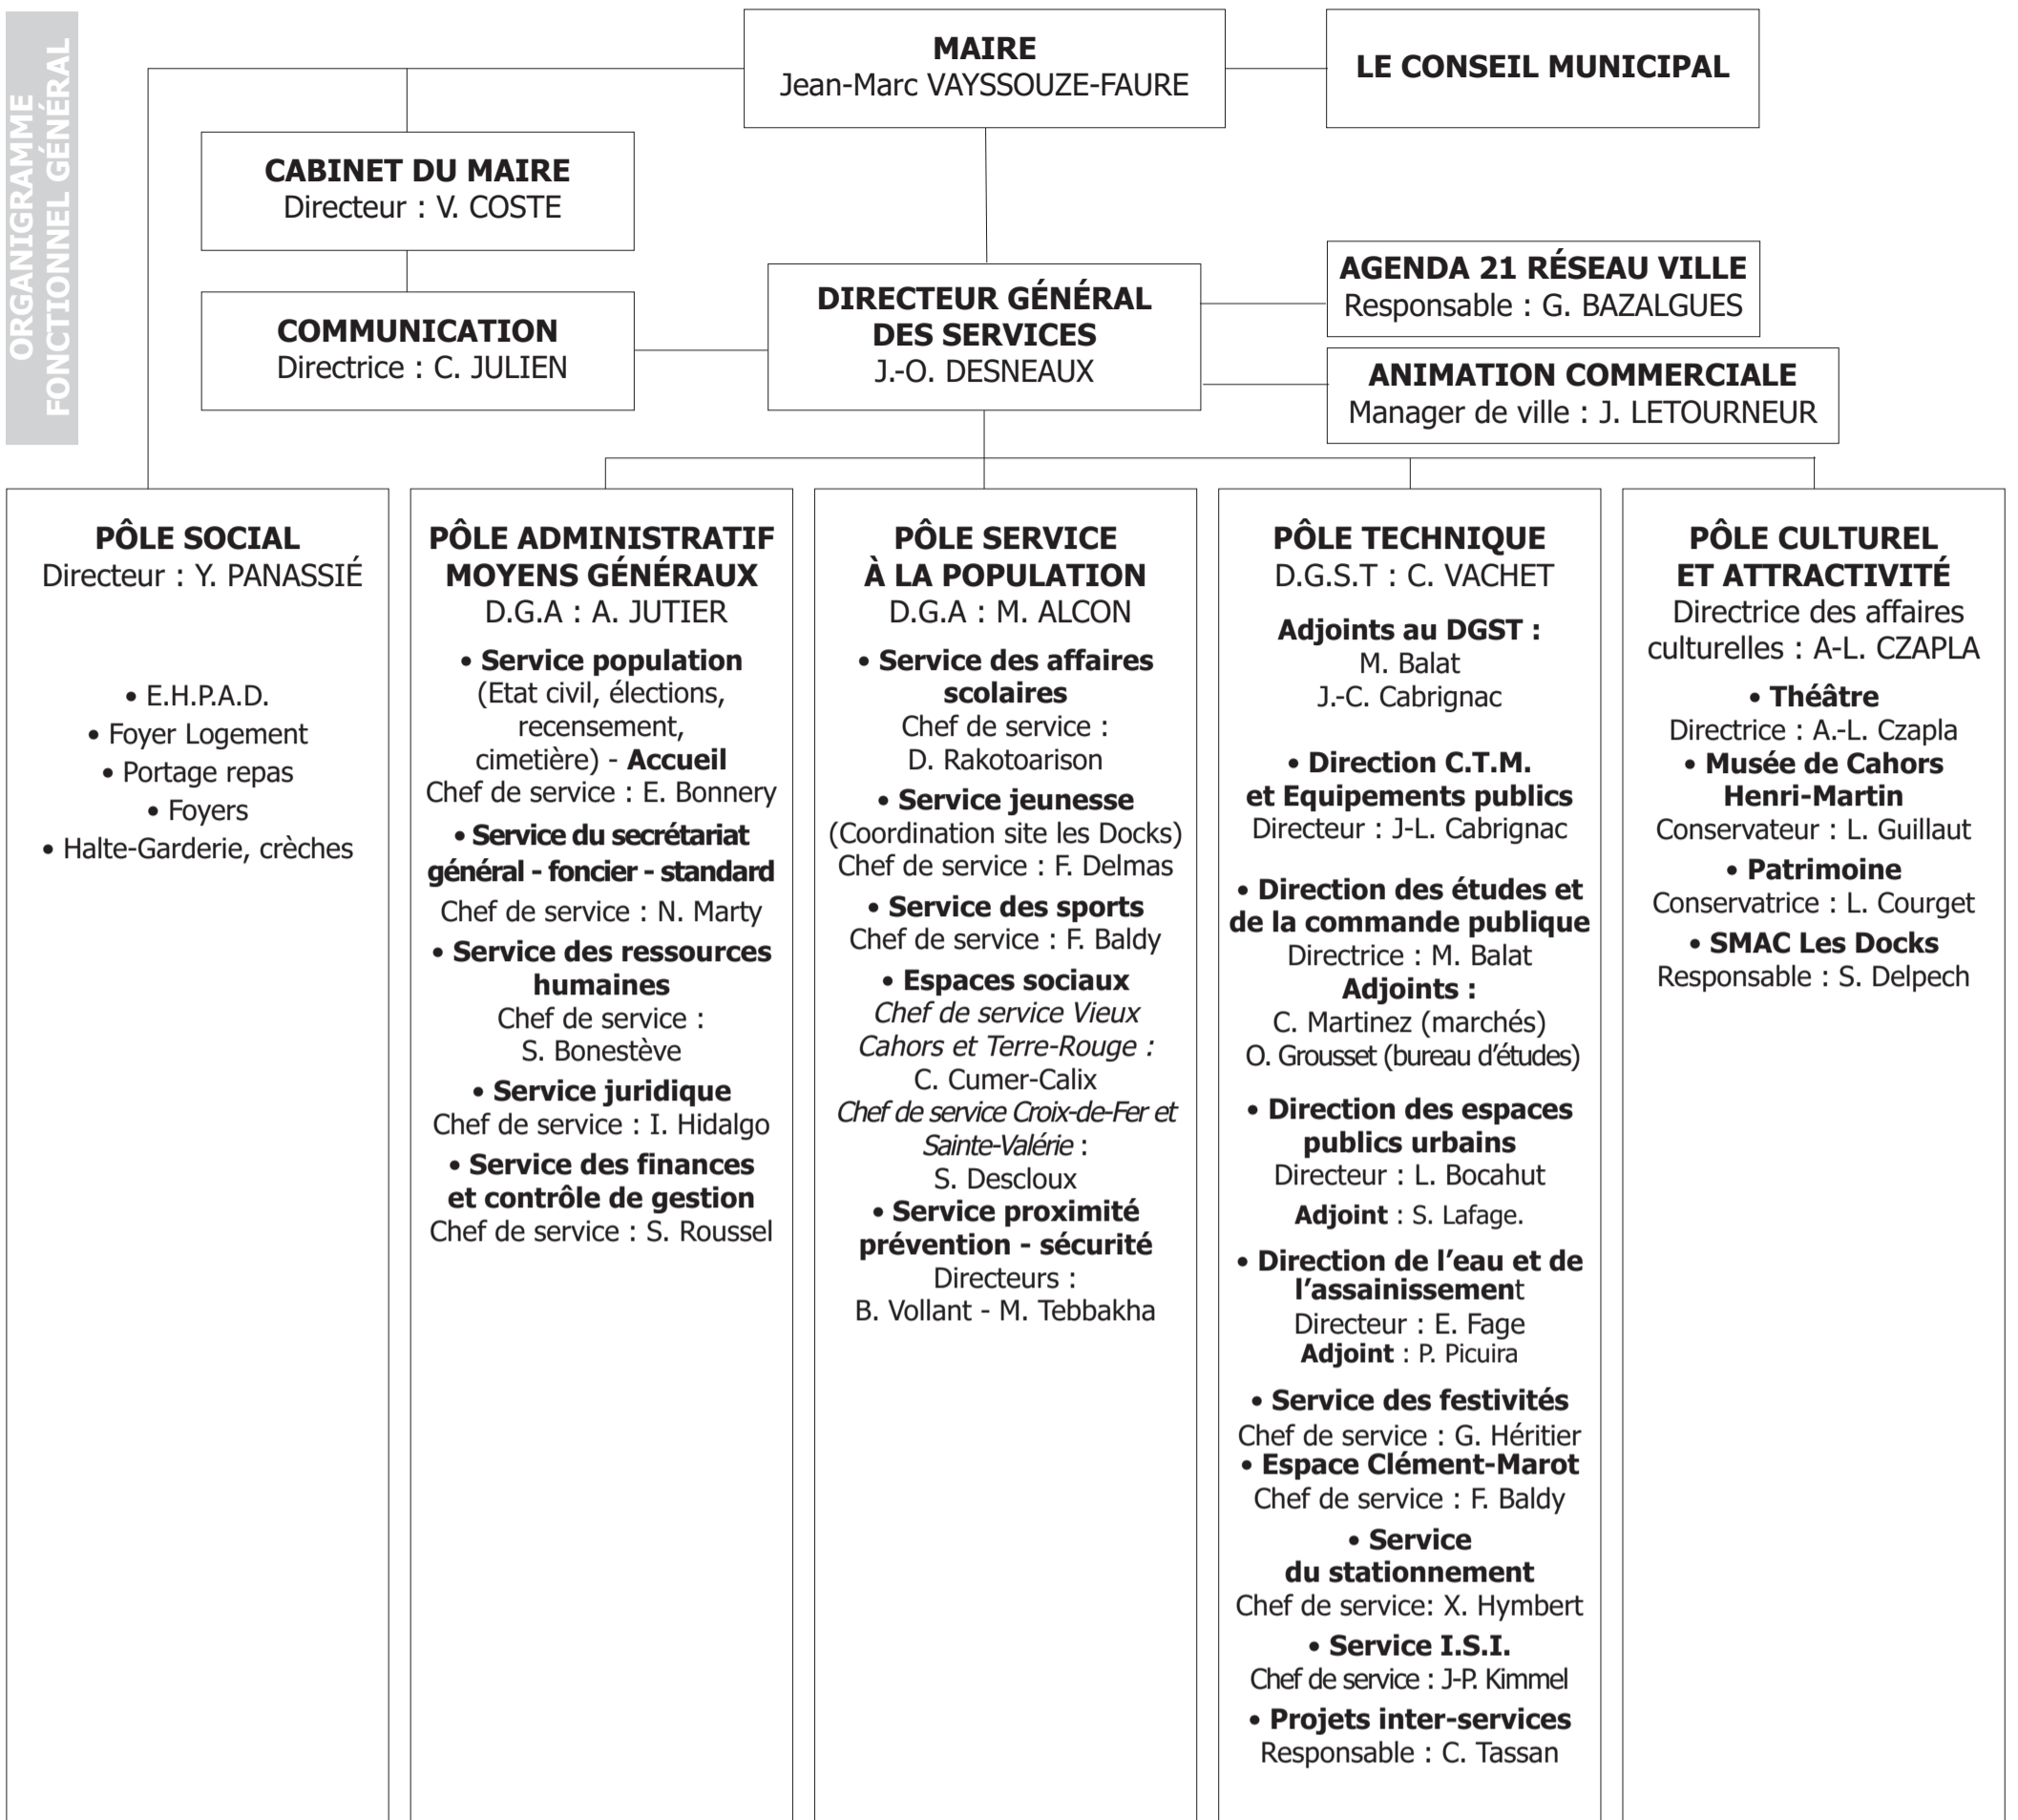 ORGANIGRAMME
FONCTIONNEL GÉNÉRAL
MAIRE
Jean-Marc VAYSSOUZE-FAURE
LE CONSEIL MUNICIPAL
CABINET DU MAIRE
Directeur : V. COSTE
COMMUNICATION
Directrice : C. JULIEN
DIRECTEUR GÉNÉRAL
DES SERVICES
J.-O. DESNEAUX
AGENDA 21 RÉSEAU VILLE
Responsable : G. BAZALGUES
ANIMATION COMMERCIALE
Manager de ville : J. LETOURNEUR
PÔLE SOCIAL
Directeur : Y. PANASSIÉ
• E.H.P.A.D.
• Foyer Logement
• Portage repas
• Foyers
• Halte-Garderie, crèches
PÔLE ADMINISTRATIF
MOYENS GÉNÉRAUX
D.G.A : A. JUTIER
• Service population
(Etat civil, élections,
recensement,
cimetière) - Accueil
Chef de service : E. Bonnery
• Service du secrétariat
général - foncier - standard
Chef de service : N. Marty
• Service des ressources
humaines
Chef de service :
S. Bonestève
• Service juridique
Chef de service : I. Hidalgo
• Service des finances
et contrôle de gestion
Chef de service : S. Roussel
PÔLE SERVICE
À LA POPULATION
D.G.A : M. ALCON
• Service des affaires
scolaires
Chef de service :
D. Rakotoarison
• Service jeunesse
(Coordination site les Docks)
Chef de service : F. Delmas
• Service des sports
Chef de service : F. Baldy
• Espaces sociaux
Chef de service Vieux
Cahors et Terre-Rouge :
C. Cumer-Calix
Chef de service Croix-de-Fer et
Sainte-Valérie :
S. Descloux
• Service proximité
prévention - sécurité
Directeurs :
B. Vollant - M. Tebbakha
PÔLE TECHNIQUE
D.G.S.T : C. VACHET
Adjoints au DGST :
M. Balat
J.-C. Cabrignac
• Direction C.T.M.
et Equipements publics
Directeur : J-L. Cabrignac
• Direction des études et
de la commande publique
Directrice : M. Balat
Adjoints :
C. Martinez (marchés)
O. Grousset (bureau d’études)
• Direction des espaces
publics urbains
Directeur : L. Bocahut
Adjoint : S. Lafage.
• Direction de l’eau et de
l’assainissement
Directeur : E. Fage
Adjoint : P. Picuira
• Service des festivités
Chef de service : G. Héritier
• Espace Clément-Marot
Chef de service : F. Baldy
• Service
du stationnement
Chef de service: X. Hymbert
• Service I.S.I.
Chef de service : J-P. Kimmel
• Projets inter-services
Responsable : C. Tassan
PÔLE CULTUREL
ET ATTRACTIVITÉ
Directrice des affaires
culturelles : A-L. CZAPLA
• Théâtre
Directrice : A.-L. Czapla
• Musée de Cahors
Henri-Martin
Conservateur : L. Guillaut
• Patrimoine
Conservatrice : L. Courget
• SMAC Les Docks
Responsable : S. Delpech